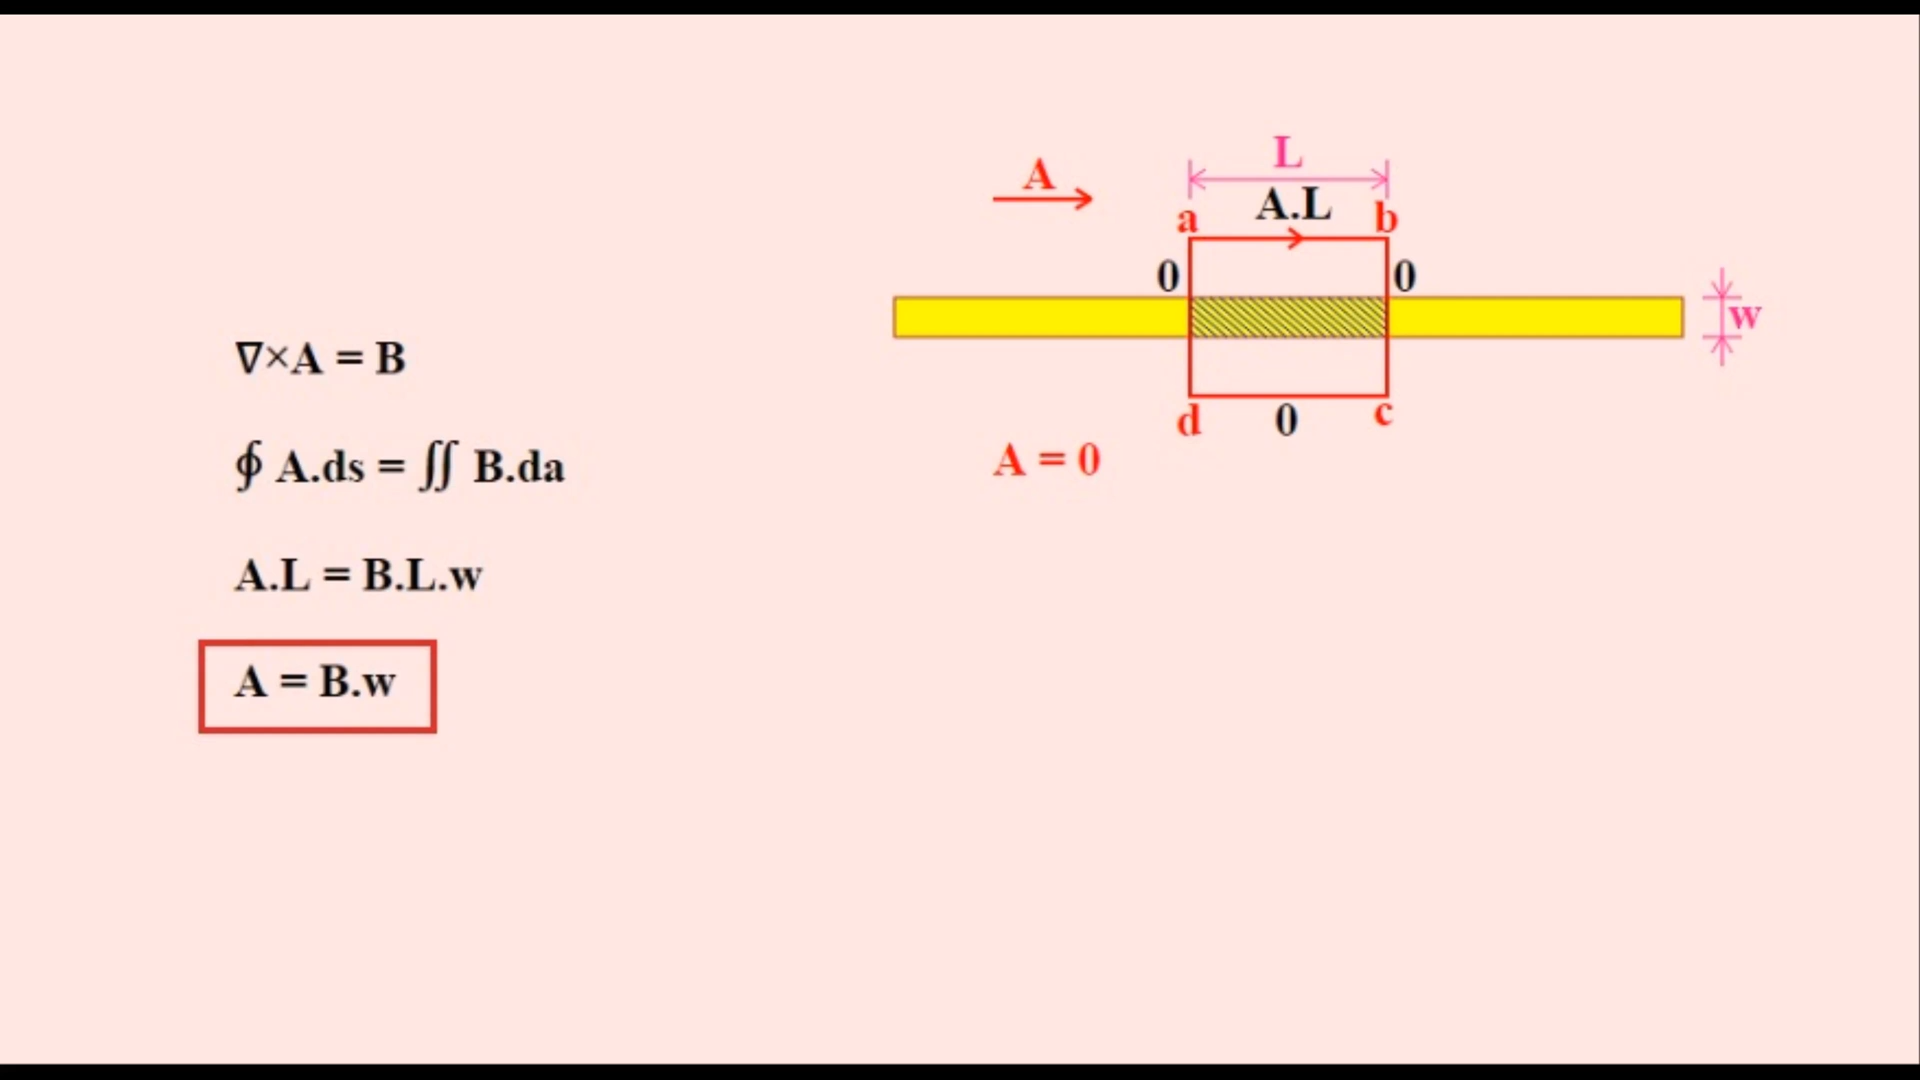 ∇×A = B
∮ A.ds = ∬ B.da
A.L = B.L.w
A = B.w
L
A
A.L
a
b
0
0
w
d
0
c
A = 0